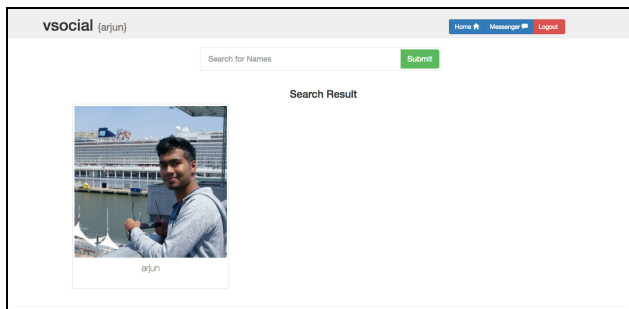 vsocial {arjun}
Home Messenger Logout
Search for Names Submit
Search Result
arjun